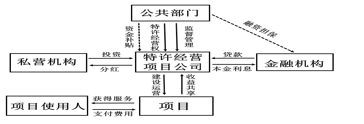 公共部门
资金补贴
特许经营权
监督管理
融资担保
私营机构
投资
分红
特许经营
项目公司
贷款
本金利息
金融机构
建设运营
收益共享
项目使用人
获得服务
支付费用
项目